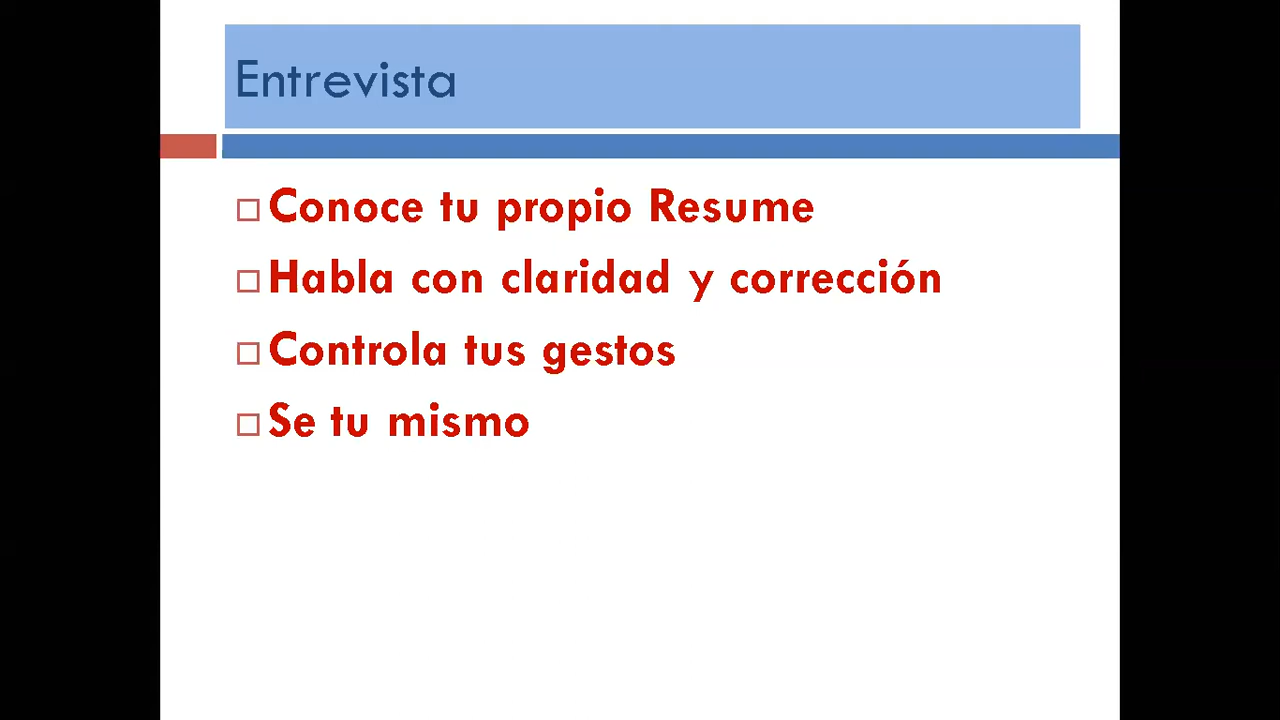 Entrevista
Conoce tu propio Resume
Habla con claridad y corrección
Controla tus gestos
Se tu mismo